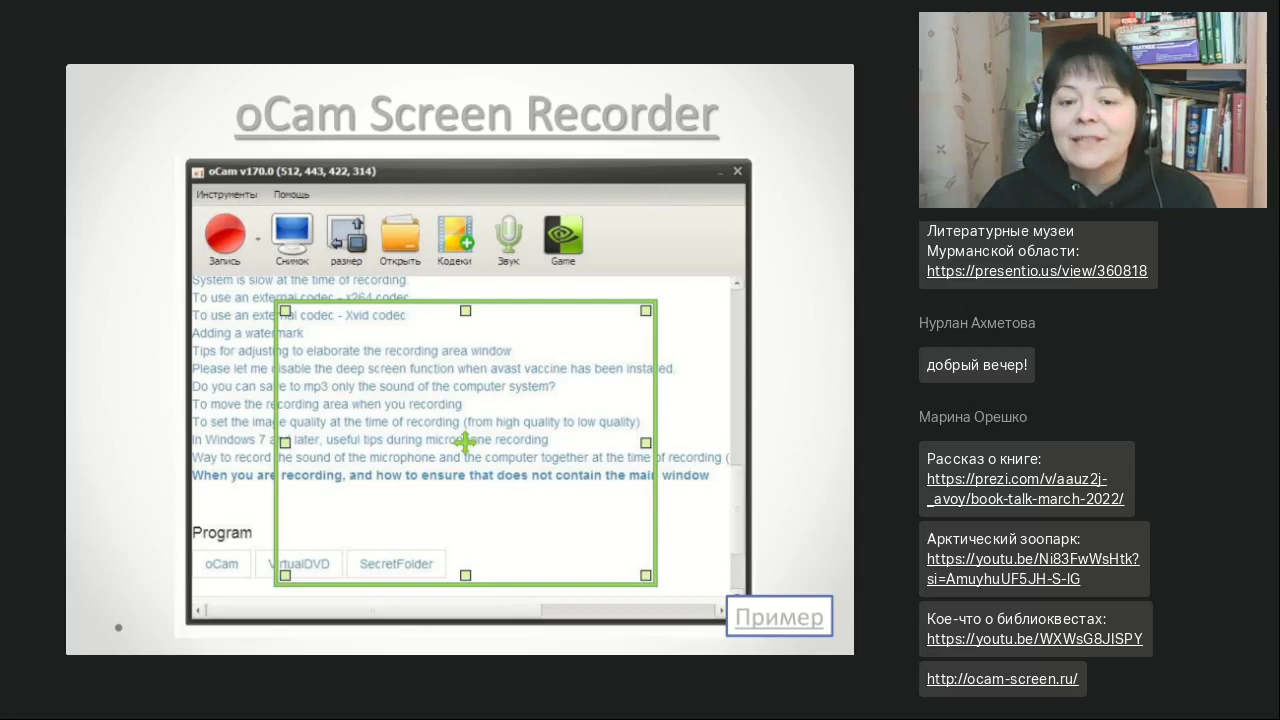 oCam Screen Recorder
oCam v170.0 (512, 443, 422, 314)
Инструменты Помощь
Запись Снимок размер Открыть Кодеки Звук Game
System is slow at the time of recording.
To use an external codec - x264 codec
To use an external codec - Xvid codec
Adding a watermark
Tips for adjusting to elaborate the recording area window
Please let me disable the deep screen function when avast vaccine has been installed.
Do you can save to mp3 only the sound of the computer system?
To move the recording area when you recording
To set the image quality at the time of recording (from high quality to low quality)
In Windows 7 and later, useful tips during microphone recording
Way to record the sound of the microphone and the computer together at the time of recording (
When you are recording, and how to ensure that does not contain the main window
Program
oCam VirtualDVD SecretFolder
Пример
Литературные музеи
Мурманской области:
https://presentio.us/view/360818
Нурлан Ахметова
добрый вечер!
Марина Орешко
Рассказ о книге:
https://prezi.com/v/aauz2j-
_avoy/book-talk-march-2022/
Арктический зоопарк:
https://youtu.be/Ni83FwWsHtk?
si=AmuyhuUF5JH-S-lG
Кое-что о библиоквестах:
https://youtu.be/WXWsG8JlSPY
http://ocam-screen.ru/